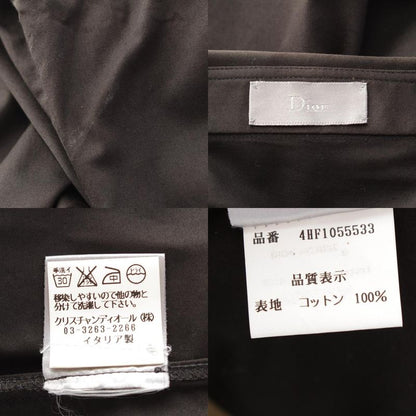 Dior
手洗イ
30
移染しやすいので他の物と
分けて洗濯して下さい。
クリスチャンディオール(株)
03-3263-2266
イタリア製
品番 4HF1055533
品質表示
表地 コットン 100%